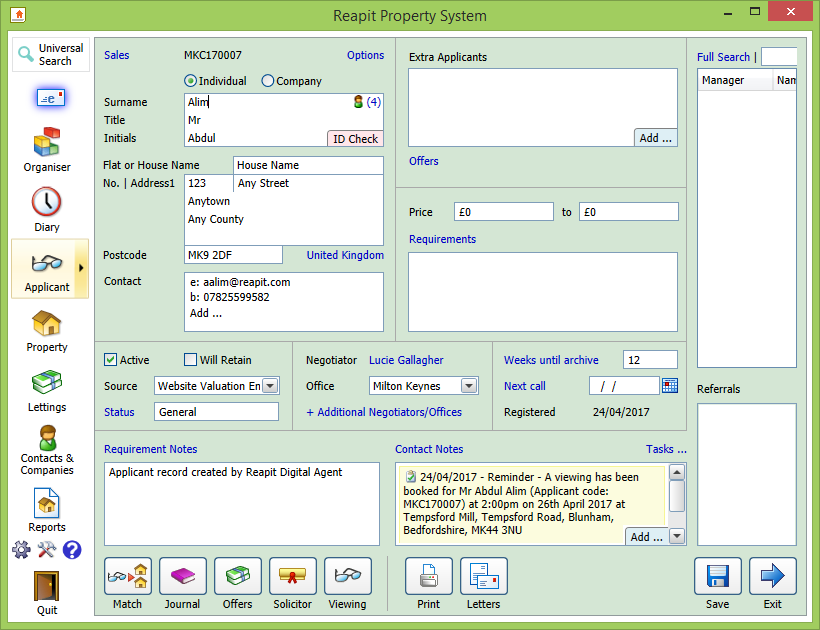 Reapit Property System
Universal
Search
Organiser
Diary
Applicant
Property
Lettings
Contacts &
Companies
Reports
Quit
Sales MKC170007 Options
Individual Company
Surname Alim (4)
Title Mr
Initials Abdul ID Check
Flat or House Name House Name
No. | Address1 123 Any Street
Anytown
Any County
Postcode MK9 2DF United Kingdom
Contact e: aalim@reapit.com
b: 07825599582
Add ...
Extra Applicants
Add ...
Offers
Price £0 to £0
Requirements
Full Search |
Manager Nam
Active Will Retain
Source Website Valuation En
Status General
Negotiator Lucie Gallagher
Office Milton Keynes
+ Additional Negotiators/Offices
Weeks until archive 12
Next call / /
Registered 24/04/2017
Referrals
Requirement Notes
Applicant record created by Reapit Digital Agent
Contact Notes Tasks ...
24/04/2017 - Reminder - A viewing has been
booked for Mr Abdul Alim (Applicant code:
MKC170007) at 2:00pm on 26th April 2017 at
Tempsford Mill, Tempsford Road, Blunham,
Bedfordshire, MK44 3NU
Add ...
Match Journal Offers Solicitor Viewing Print Letters Save Exit